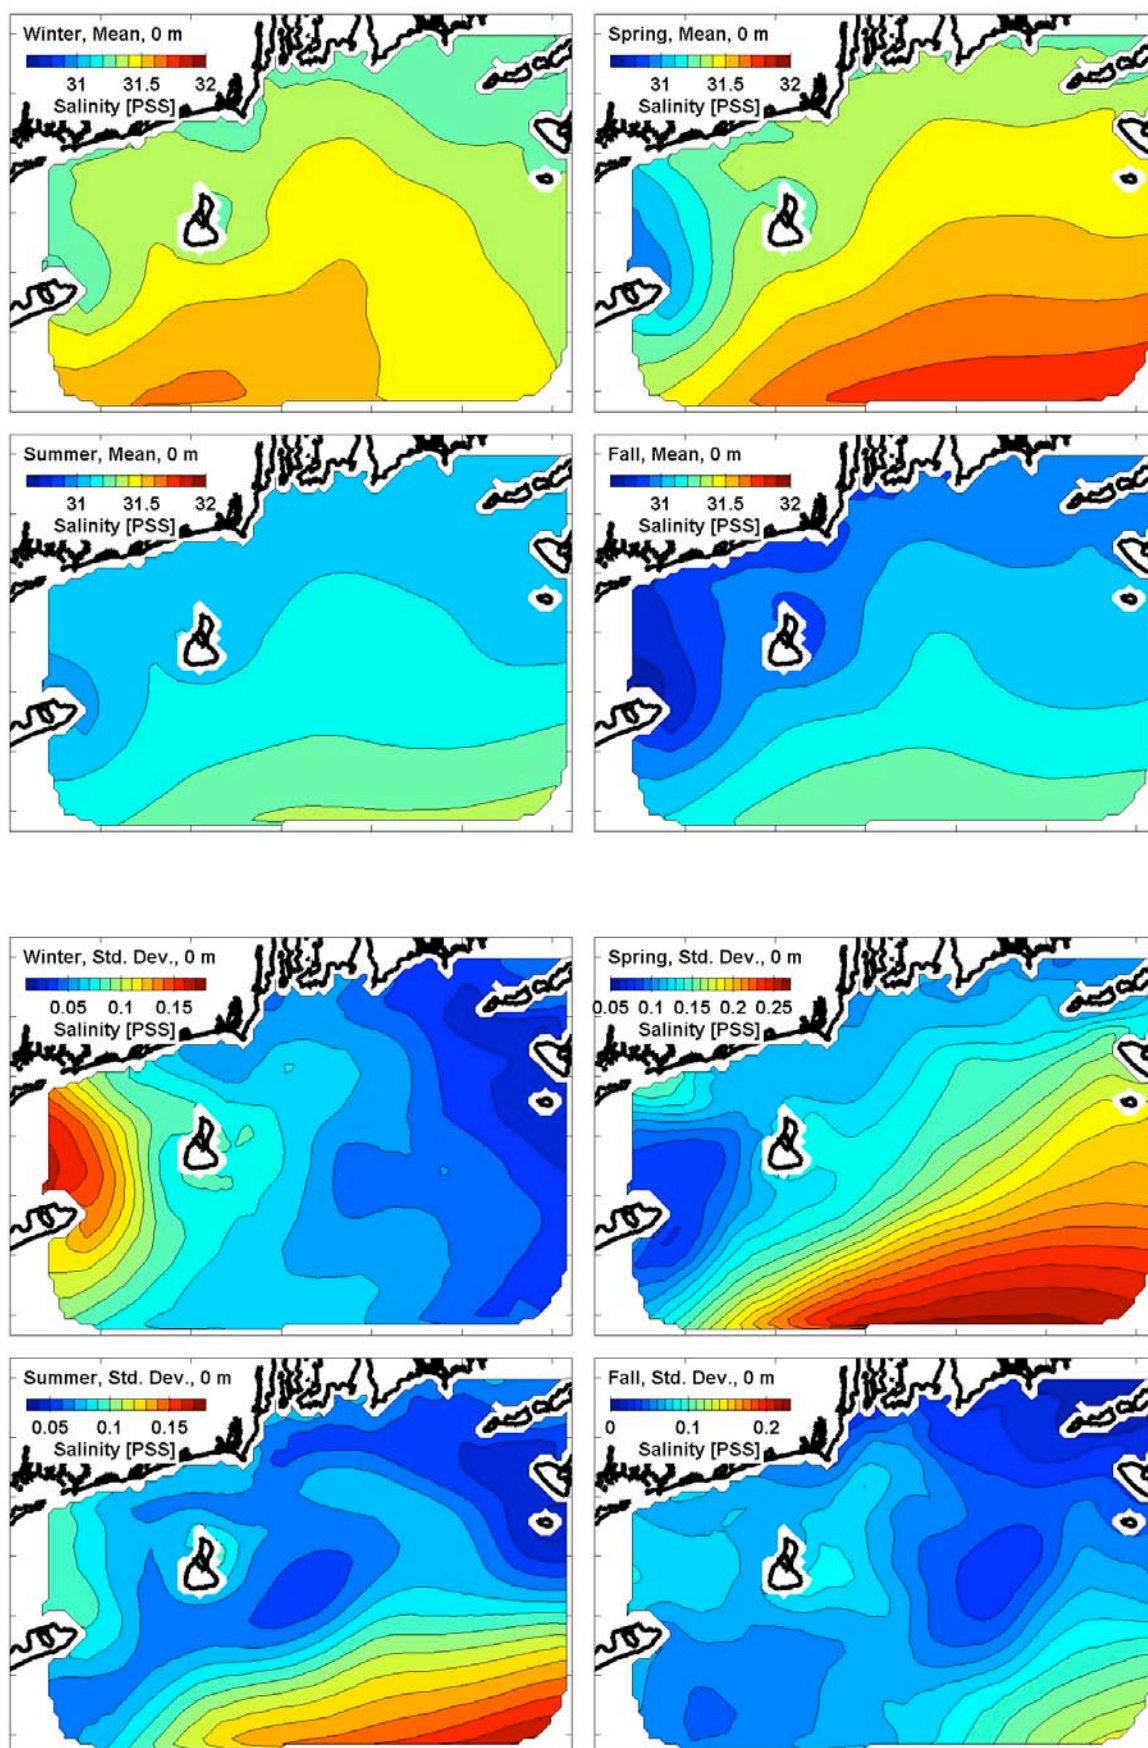 Winter, Mean, 0 m
31 31.5 32
Salinity [PSS]
Spring, Mean, 0 m
31 31.5 32
Salinity [PSS]
Summer, Mean, 0 m
31 31.5 32
Salinity [PSS]
Fall, Mean, 0 m
31 31.5 32
Salinity [PSS]
Winter, Std. Dev., 0 m
0.05 0.1 0.15
Salinity [PSS]
Spring, Std. Dev., 0 m
0.05 0.1 0.15 0.2 0.25
Salinity [PSS]
Summer, Std. Dev., 0 m
0.05 0.1 0.15
Salinity [PSS]
Fall, Std. Dev., 0 m
0 0.1 0.2
Salinity [PSS]